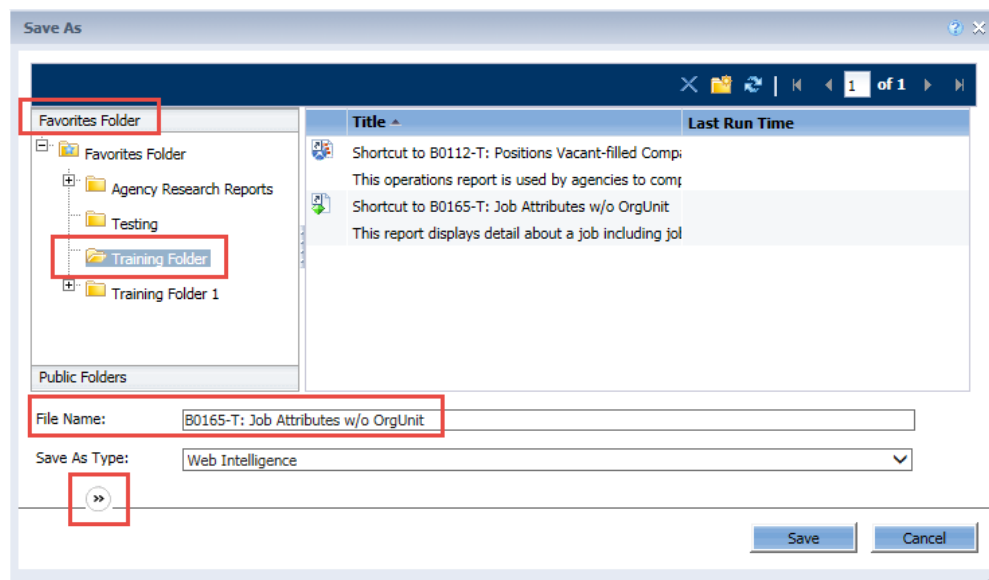 Save As
1 of 1
Favorites Folder
Title Last Run Time
Favorites Folder
Agency Research Reports
Testing
Training Folder
Training Folder 1
Shortcut to B0112-T: Positions Vacant-filled Compa
This operations report is used by agencies to comp
Shortcut to B0165-T: Job Attributes w/o OrgUnit
This report displays detail about a job including jol
Public Folders
File Name: B0165-T: Job Attributes w/o OrgUnit
Save As Type: Web Intelligence
Save Cancel